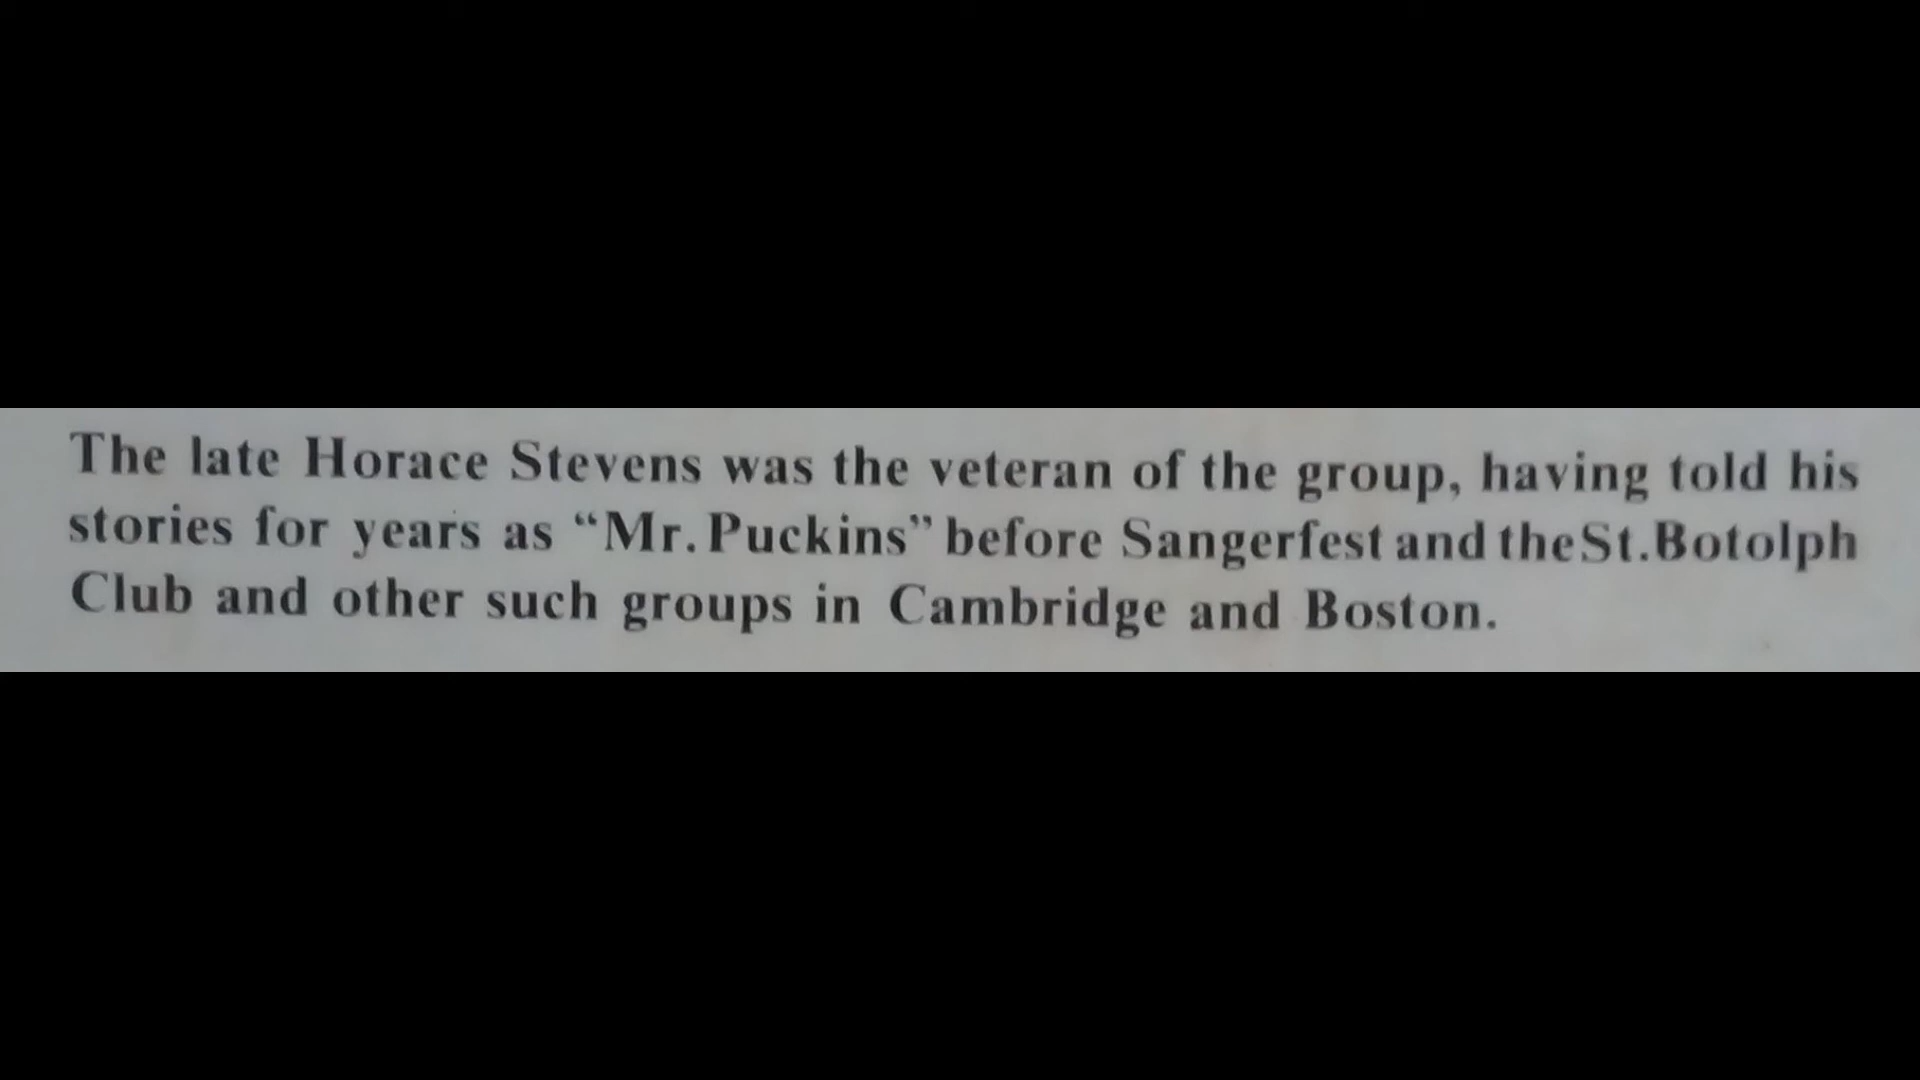 The late Horace Stevens was the veteran of the group, having told his
stories for years as “Mr. Puckins” before Sangerfest and the St. Botolph
Club and other such groups in Cambridge and Boston.